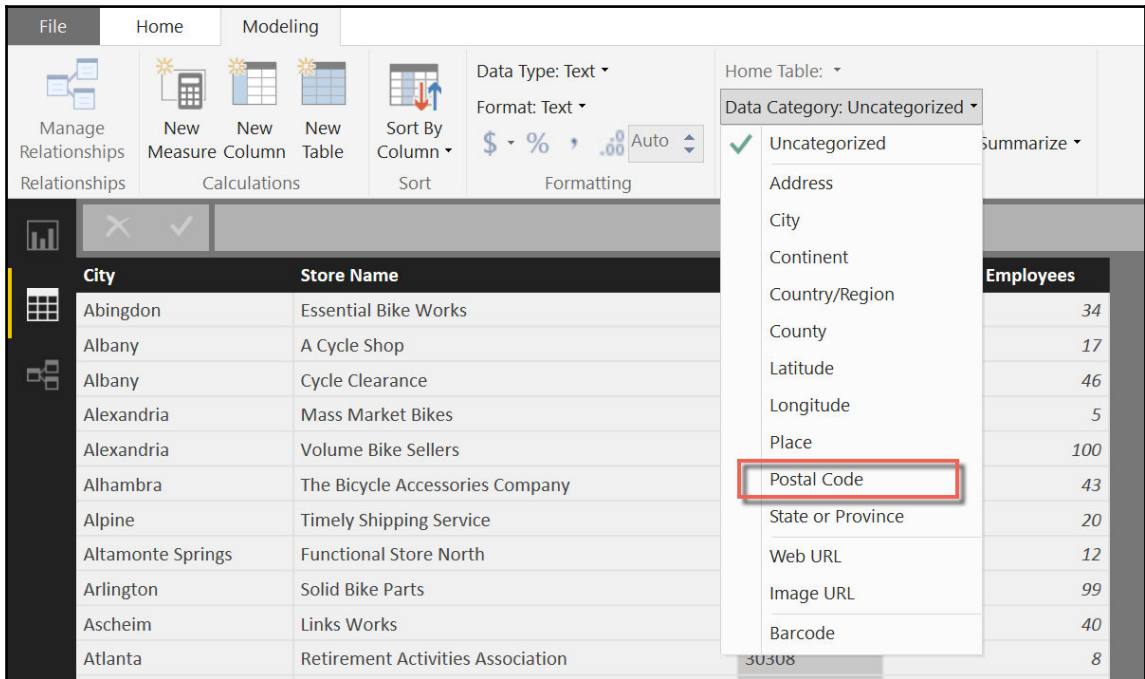 File Home Modeling
Data Type: Text Home Table:
Format: Text Data Category: Uncategorized
Manage Relationships New Measure New Column New Table Sort By Column $ % , .00 Auto Uncategorized Summarize
Relationships Calculations Sort Formatting Address
City
Continent
City Store Name Employees
Country/Region
Abingdon Essential Bike Works 34
County
Albany A Cycle Shop 17
Latitude
Albany Cycle Clearance 46
Longitude
Alexandria Mass Market Bikes 5
Place
Alexandria Volume Bike Sellers 100
Postal Code
Alhambra The Bicycle Accessories Company 43
State or Province
Alpine Timely Shipping Service 20
Altamonte Springs Functional Store North 12
Web URL
Arlington Solid Bike Parts 99
Image URL
Ascheim Links Works 40
Barcode
Atlanta Retirement Activities Association 30308 8